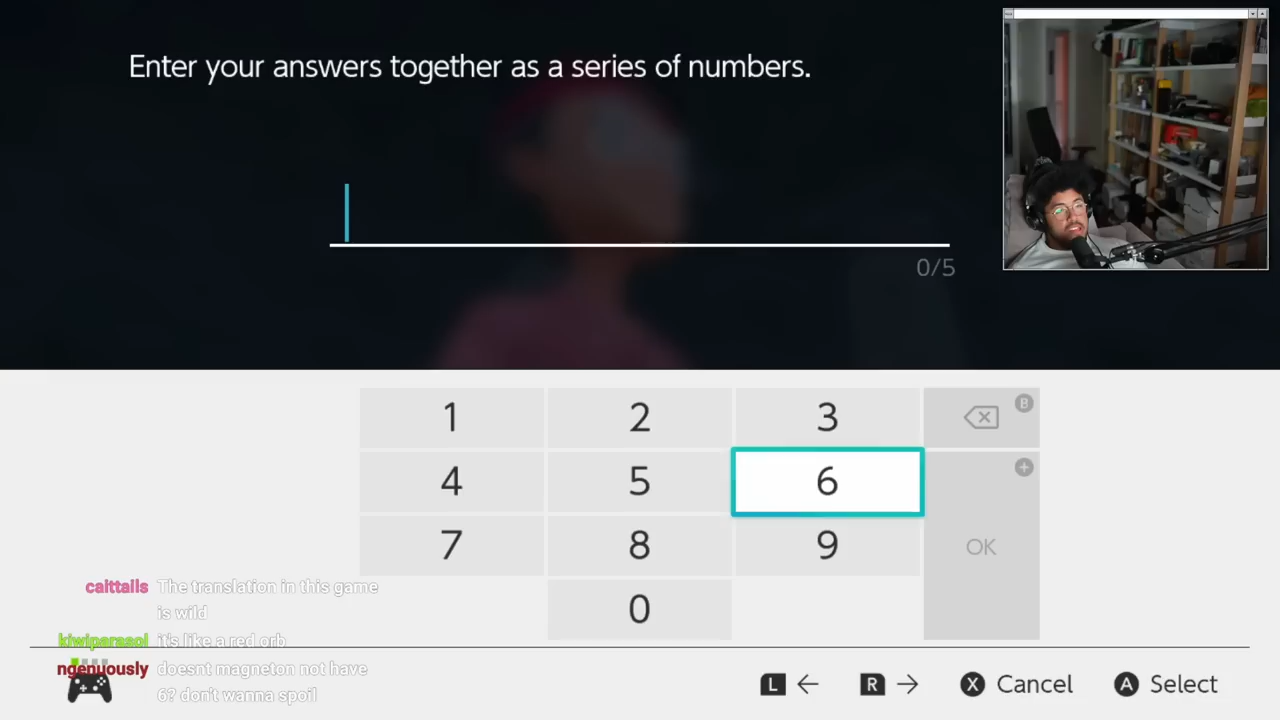 Enter your answers together as a series of numbers.
0/5
1 2 3 B
4 5 6 +
7 8 9 OK
0
caittails The translation in this game
is wild
kiwiparasol it's like a red orb
ngenuously doesnt magneton not have
6? don't wanna spoil
L ← R → X Cancel A Select